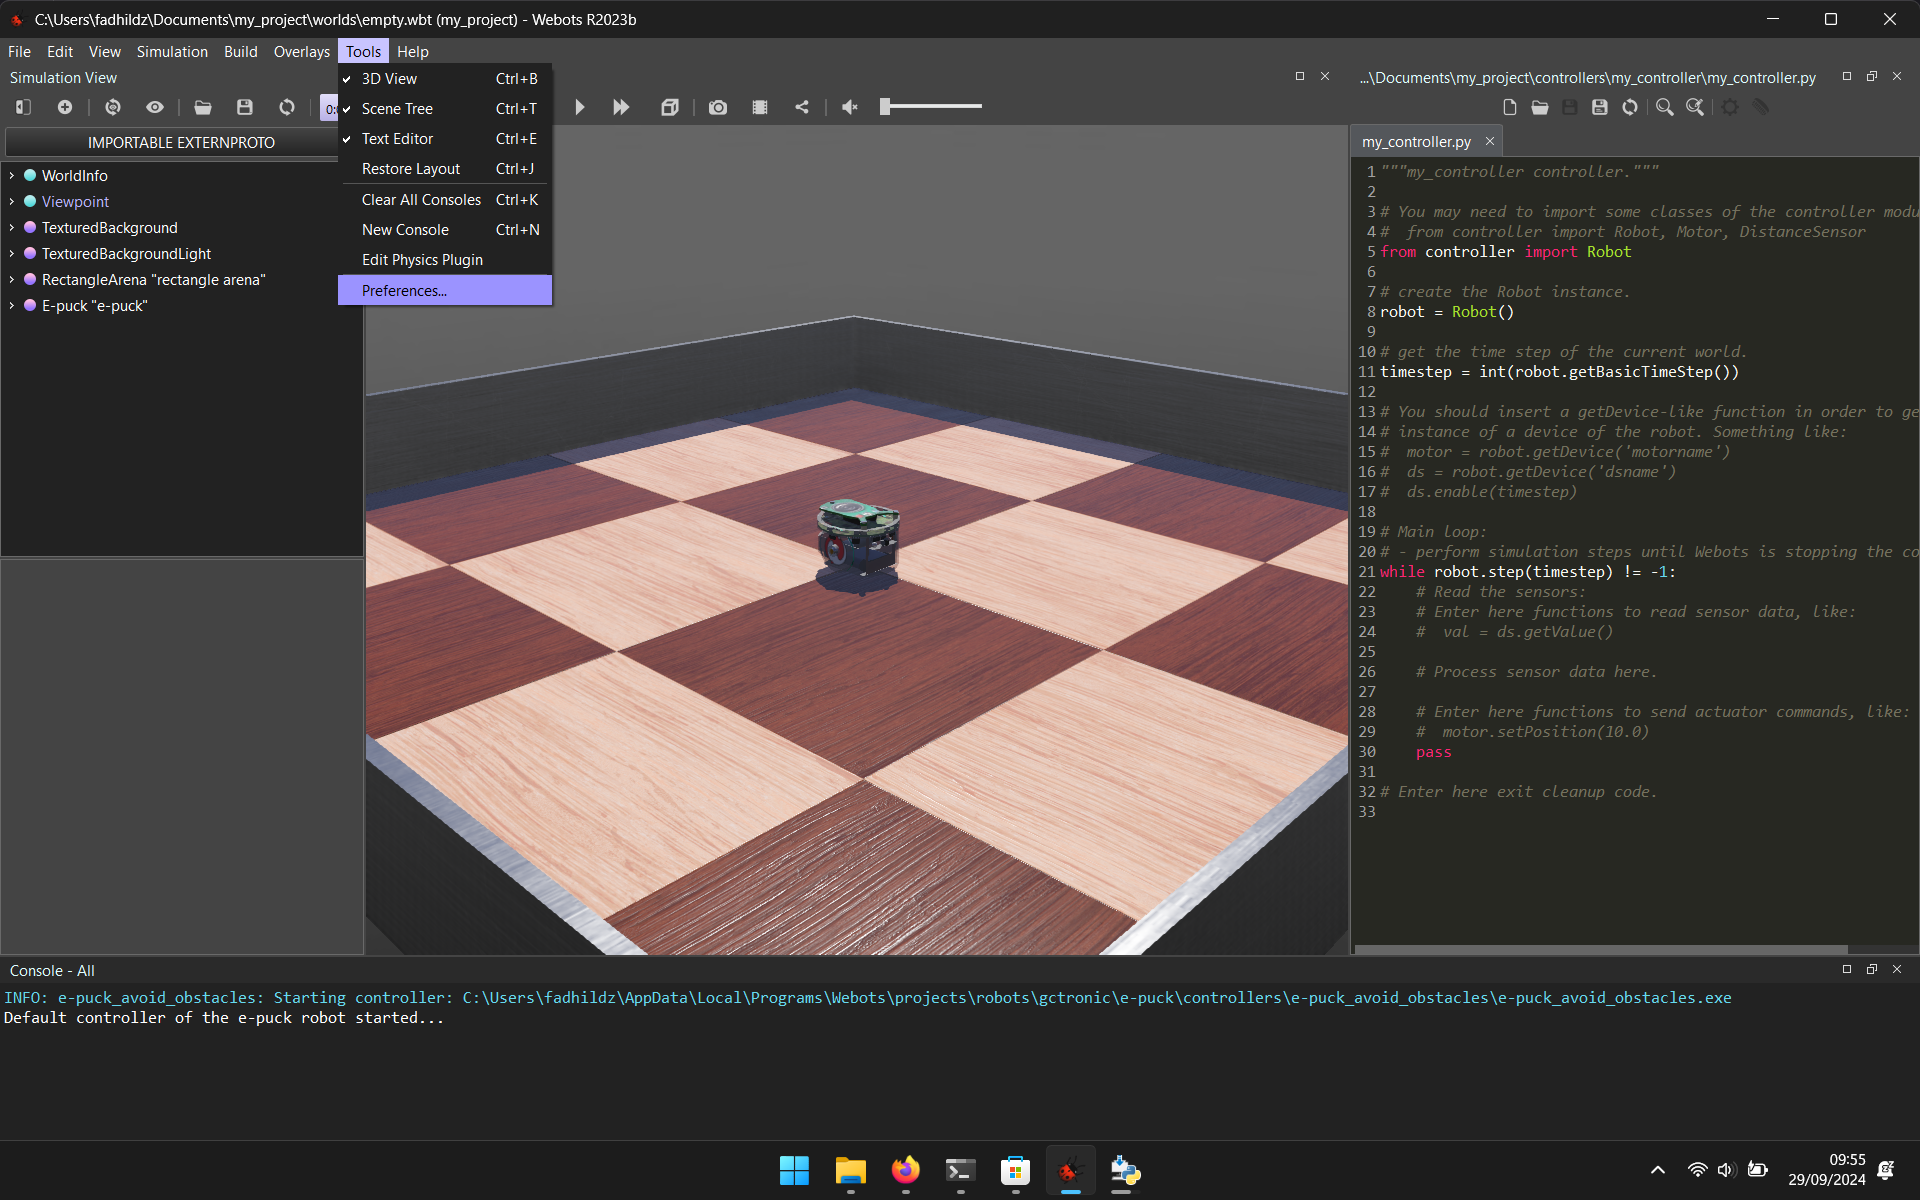 C:\Users\fadhildz\Documents\my_project\worlds\empty.wbt (my_project) - Webots R2023b
File Edit View Simulation Build Overlays Tools Help
Simulation View
0:
IMPORTABLE EXTERNPROTO
WorldInfo
Viewpoint
TexturedBackground
TexturedBackgroundLight
RectangleArena "rectangle arena"
E-puck "e-puck"
3D View Ctrl+B
Scene Tree Ctrl+T
Text Editor Ctrl+E
Restore Layout Ctrl+J
Clear All Consoles Ctrl+K
New Console Ctrl+N
Edit Physics Plugin
Preferences...
...\Documents\my_project\controllers\my_controller\my_controller.py
my_controller.py
1 """my_controller controller."""
2
3 # You may need to import some classes of the controller modu
4 #  from controller import Robot, Motor, DistanceSensor
5 from controller import Robot
6
7 # create the Robot instance.
8 robot = Robot()
9
10 # get the time step of the current world.
11 timestep = int(robot.getBasicTimeStep())
12
13 # You should insert a getDevice-like function in order to ge
14 # instance of a device of the robot. Something like:
15 #  motor = robot.getDevice('motorname')
16 #  ds = robot.getDevice('dsname')
17 #  ds.enable(timestep)
18
19 # Main loop:
20 # - perform simulation steps until Webots is stopping the co
21 while robot.step(timestep) != -1:
22     # Read the sensors:
23     # Enter here functions to read sensor data, like:
24     #  val = ds.getValue()
25
26     # Process sensor data here.
27
28     # Enter here functions to send actuator commands, like:
29     #  motor.setPosition(10.0)
30     pass
31
32 # Enter here exit cleanup code.
33
Console - All
INFO: e-puck_avoid_obstacles: Starting controller: C:\Users\fadhildz\AppData\Local\Programs\Webots\projects\robots\gctronic\e-puck\controllers\e-puck_avoid_obstacles\e-puck_avoid_obstacles.exe
Default controller of the e-puck robot started...
09:55
29/09/2024